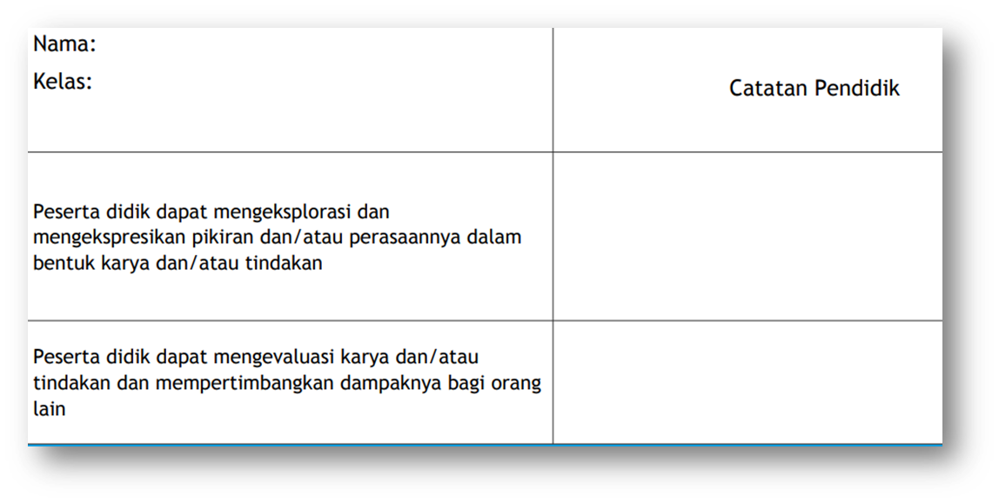 Nama:
Kelas:
Catatan Pendidik
Peserta didik dapat mengeksplorasi dan
mengekspresikan pikiran dan/atau perasaannya dalam
bentuk karya dan/atau tindakan
Peserta didik dapat mengevaluasi karya dan/atau
tindakan dan mempertimbangkan dampaknya bagi orang
lain